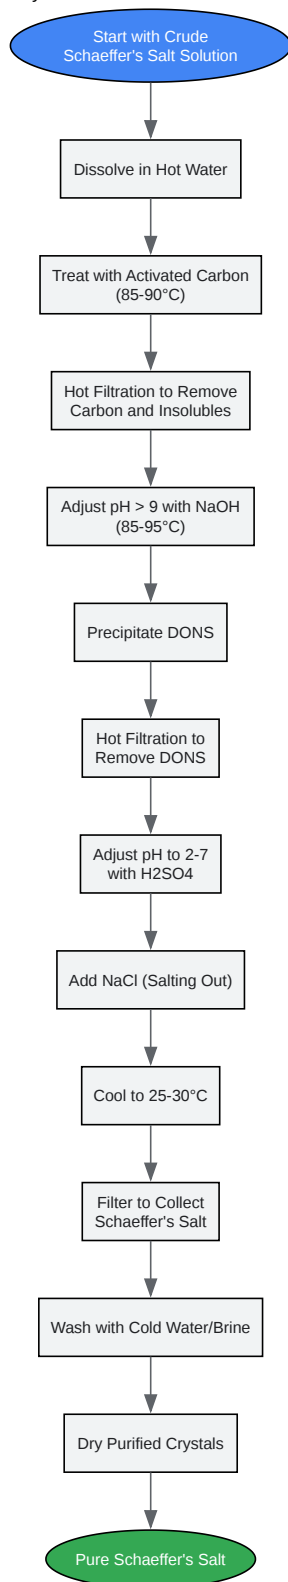 Start with Crude
Schaeffer's Salt Solution
Dissolve in Hot Water
Treat with Activated Carbon
(85-90°C)
Hot Filtration to Remove
Carbon and Insolubles
Adjust pH > 9 with NaOH
(85-95°C)
Precipitate DONS
Hot Filtration to
Remove DONS
Adjust pH to 2-7
with H2SO4
Add NaCl (Salting Out)
Cool to 25-30°C
Filter to Collect
Schaeffer's Salt
Wash with Cold Water/Brine
Dry Purified Crystals
Pure Schaeffer's Salt